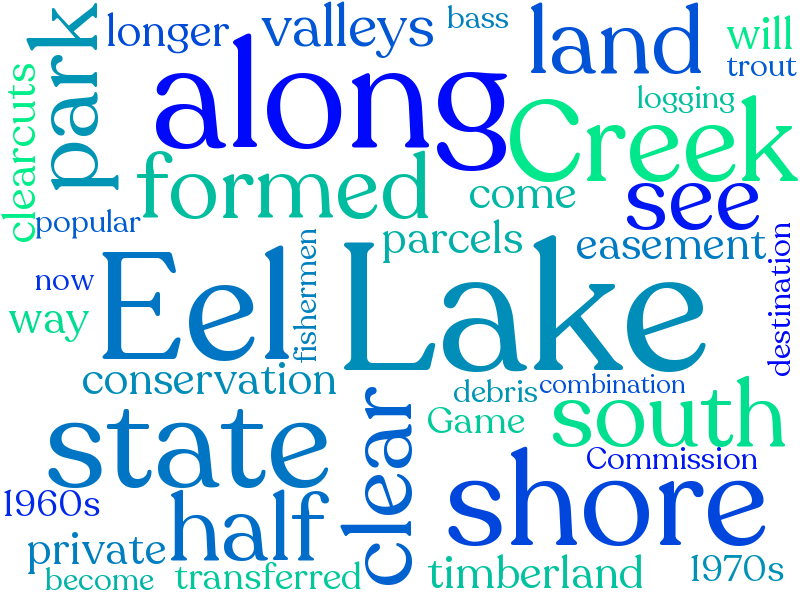 longer
valleys
bass
land
will
trout
park
along
logging
clearcuts
Creek
formed
come
see
popular
parcels
easement
now
fishermen
destination
way
Eel
Lake
conservation
debris
combination
state
clear
Game
south
Commission
1960s
half
shore
private
become
transferred
timberland
1970s